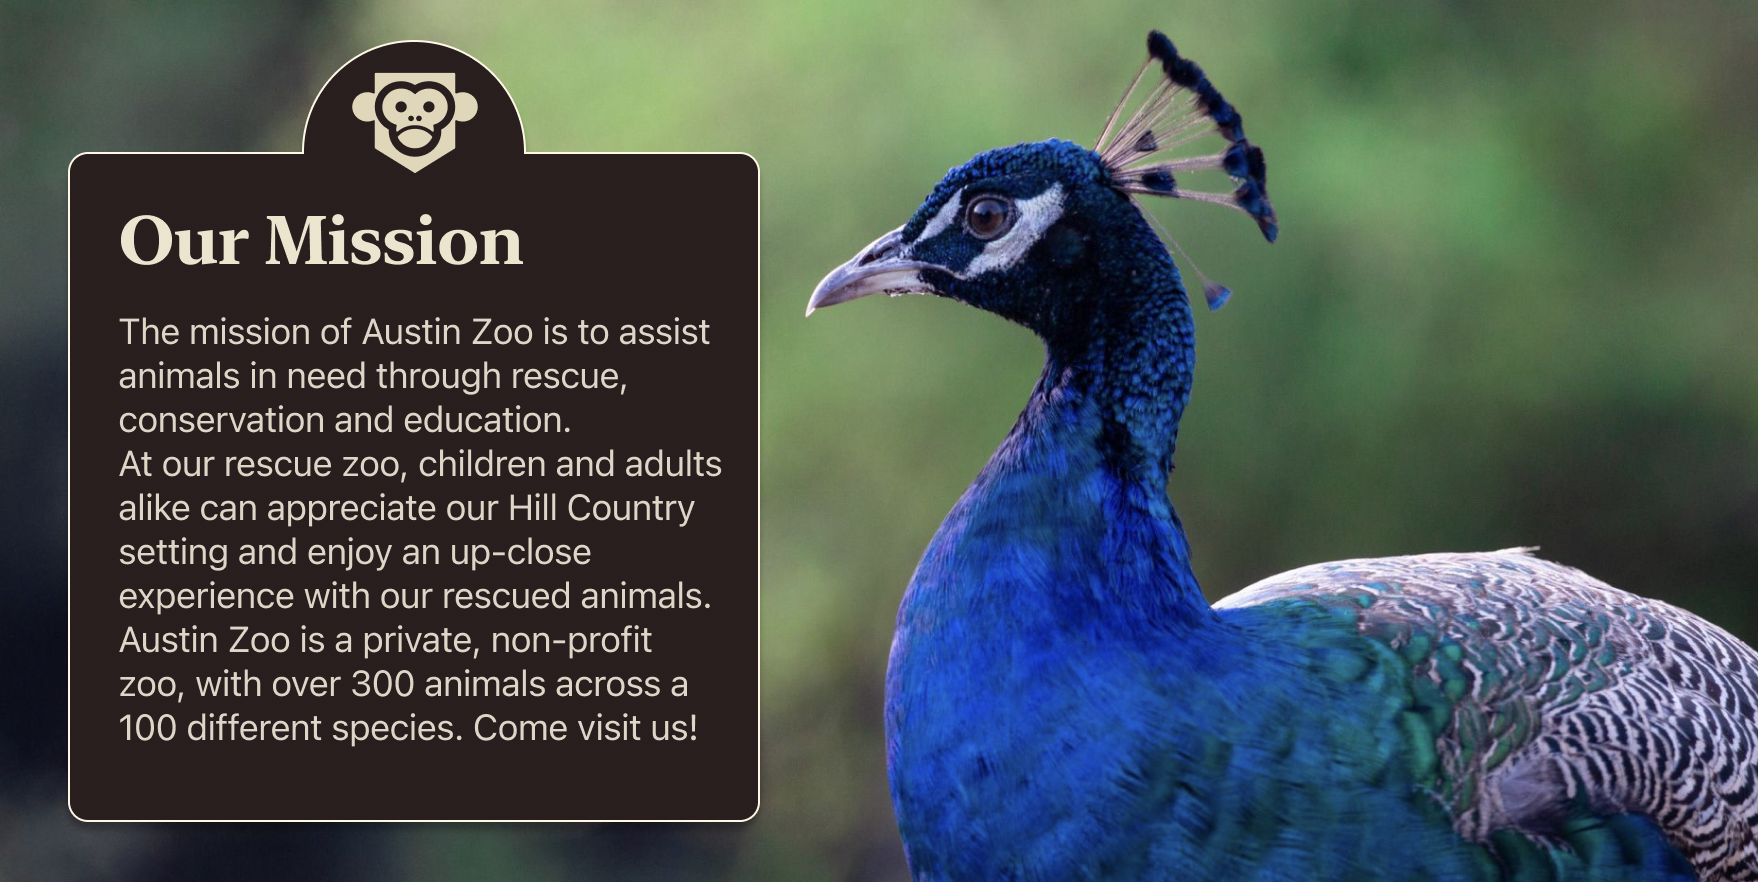 Our Mission
The mission of Austin Zoo is to assist
animals in need through rescue,
conservation and education.
At our rescue zoo, children and adults
alike can appreciate our Hill Country
setting and enjoy an up-close
experience with our rescued animals.
Austin Zoo is a private, non-profit
zoo, with over 300 animals across a
100 different species. Come visit us!